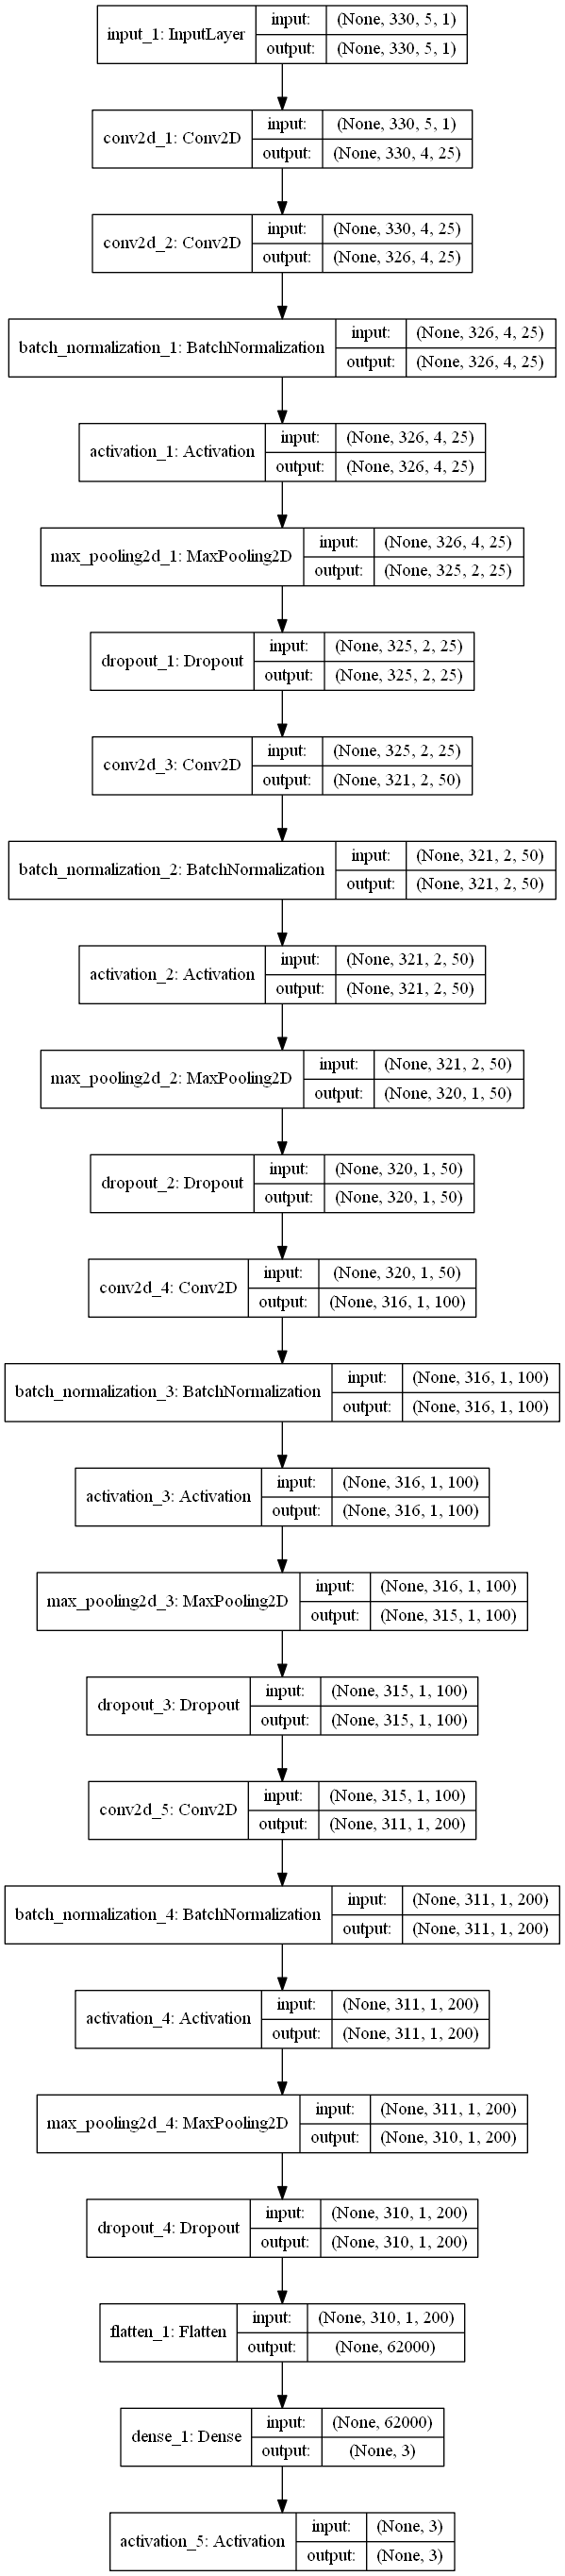 input_1: InputLayer
input: (None, 330, 5, 1)
output: (None, 330, 5, 1)
conv2d_1: Conv2D
input: (None, 330, 5, 1)
output: (None, 330, 4, 25)
conv2d_2: Conv2D
input: (None, 330, 4, 25)
output: (None, 326, 4, 25)
batch_normalization_1: BatchNormalization
input: (None, 326, 4, 25)
output: (None, 326, 4, 25)
activation_1: Activation
input: (None, 326, 4, 25)
output: (None, 326, 4, 25)
max_pooling2d_1: MaxPooling2D
input: (None, 326, 4, 25)
output: (None, 325, 2, 25)
dropout_1: Dropout
input: (None, 325, 2, 25)
output: (None, 325, 2, 25)
conv2d_3: Conv2D
input: (None, 325, 2, 25)
output: (None, 321, 2, 50)
batch_normalization_2: BatchNormalization
input: (None, 321, 2, 50)
output: (None, 321, 2, 50)
activation_2: Activation
input: (None, 321, 2, 50)
output: (None, 321, 2, 50)
max_pooling2d_2: MaxPooling2D
input: (None, 321, 2, 50)
output: (None, 320, 1, 50)
dropout_2: Dropout
input: (None, 320, 1, 50)
output: (None, 320, 1, 50)
conv2d_4: Conv2D
input: (None, 320, 1, 50)
output: (None, 316, 1, 100)
batch_normalization_3: BatchNormalization
input: (None, 316, 1, 100)
output: (None, 316, 1, 100)
activation_3: Activation
input: (None, 316, 1, 100)
output: (None, 316, 1, 100)
max_pooling2d_3: MaxPooling2D
input: (None, 316, 1, 100)
output: (None, 315, 1, 100)
dropout_3: Dropout
input: (None, 315, 1, 100)
output: (None, 315, 1, 100)
conv2d_5: Conv2D
input: (None, 315, 1, 100)
output: (None, 311, 1, 200)
batch_normalization_4: BatchNormalization
input: (None, 311, 1, 200)
output: (None, 311, 1, 200)
activation_4: Activation
input: (None, 311, 1, 200)
output: (None, 311, 1, 200)
max_pooling2d_4: MaxPooling2D
input: (None, 311, 1, 200)
output: (None, 310, 1, 200)
dropout_4: Dropout
input: (None, 310, 1, 200)
output: (None, 310, 1, 200)
flatten_1: Flatten
input: (None, 310, 1, 200)
output: (None, 62000)
dense_1: Dense
input: (None, 62000)
output: (None, 3)
activation_5: Activation
input: (None, 3)
output: (None, 3)